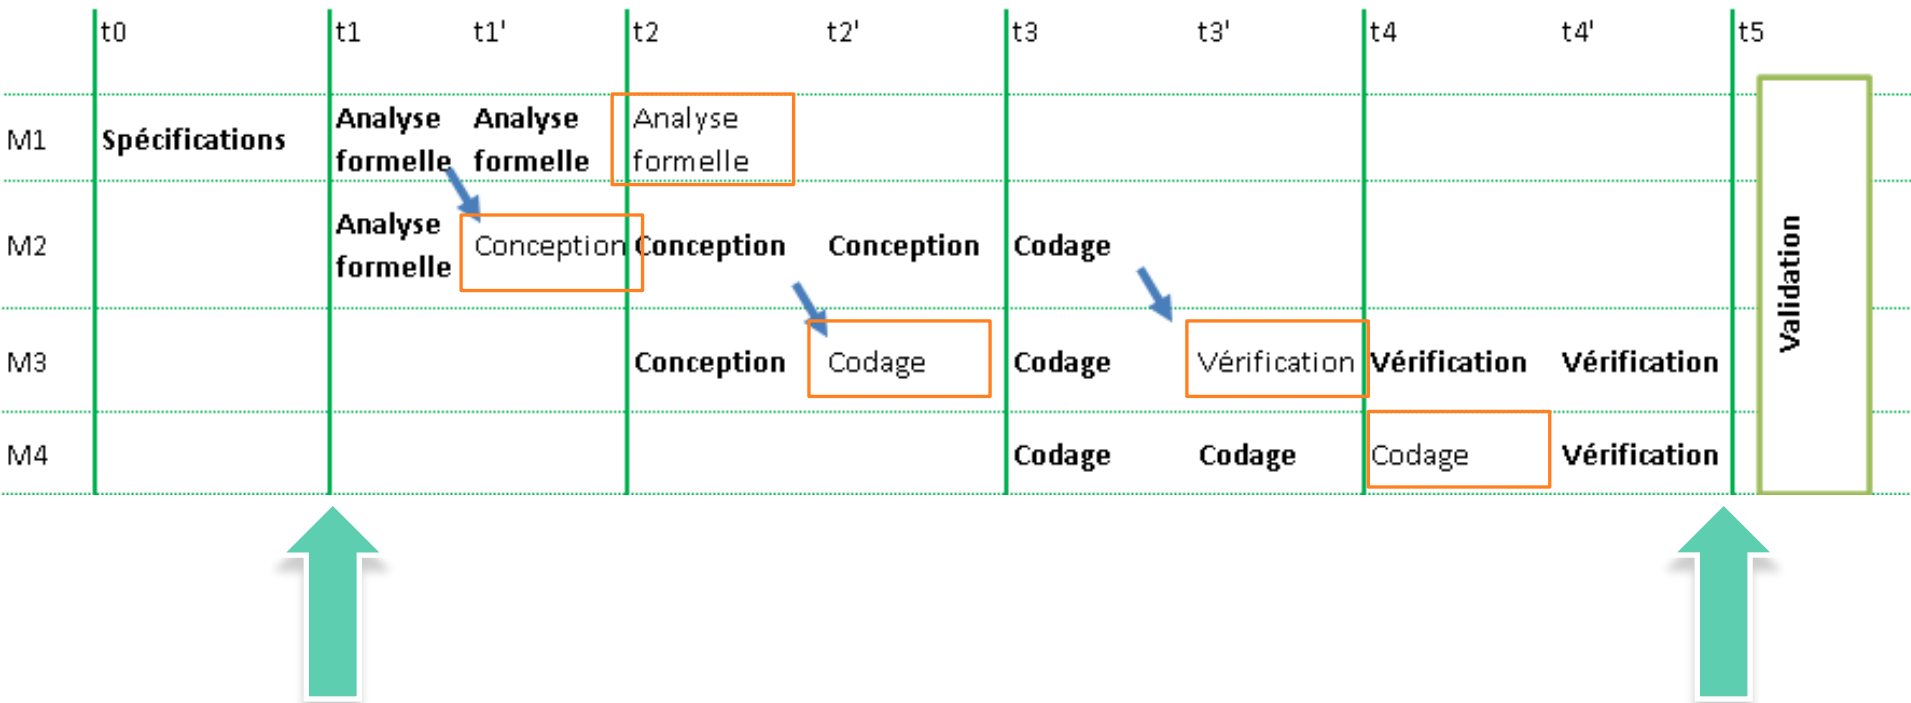 t0 t1 t1' t2 t2' t3 t3' t4 t4' t5
Analyse Analyse Analyse
M1 Spécifications
formelle formelle formelle
Analyse
M2 Conception Conception Conception Codage
formelle
M3 Conception Codage Codage Vérification Vérification Vérification
M4 Codage Codage Codage Vérification
Validation